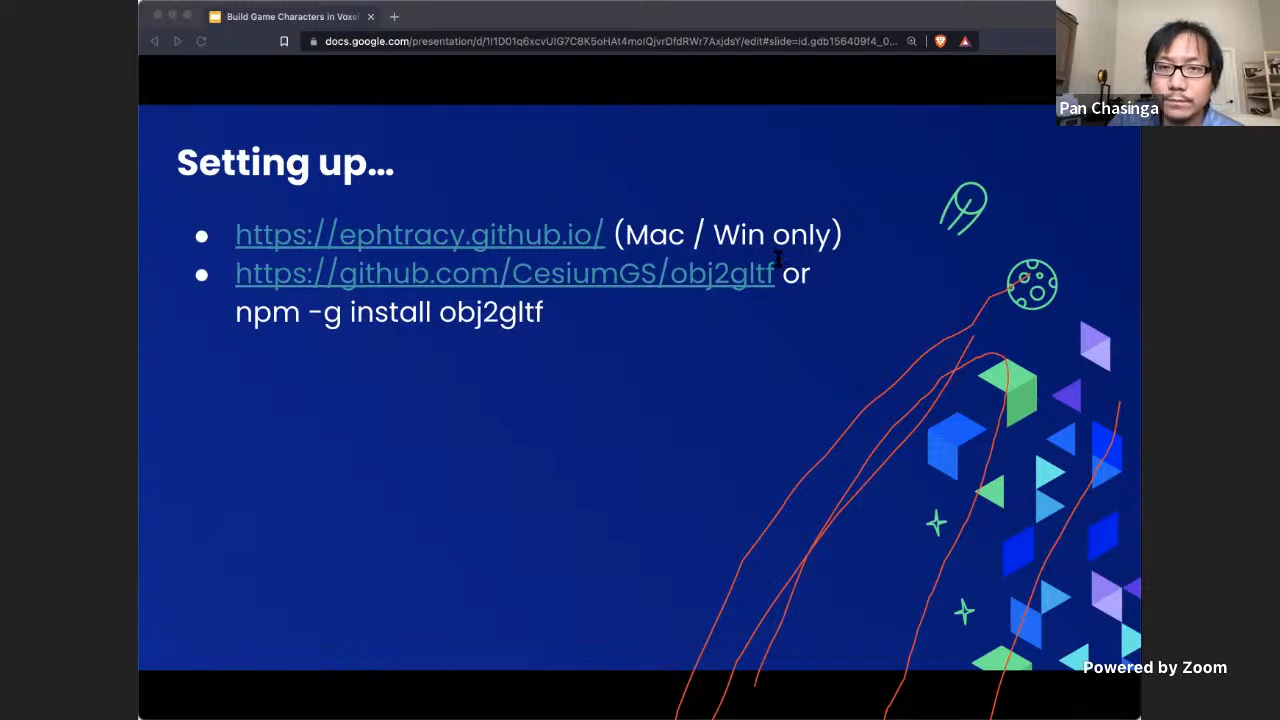 Build Game Characters in Voxel
docs.google.com/presentation/d/1I1D01q6xcvUIG7C8K5oHAt4moIQjvrDfdRWr7AxjdsY/edit#slide=id.gdb156409f4_0...
Pan Chasinga
Setting up...
https://ephtracy.github.io/ (Mac / Win only)
https://github.com/CesiumGS/obj2gltf or
npm -g install obj2gltf
Powered by Zoom